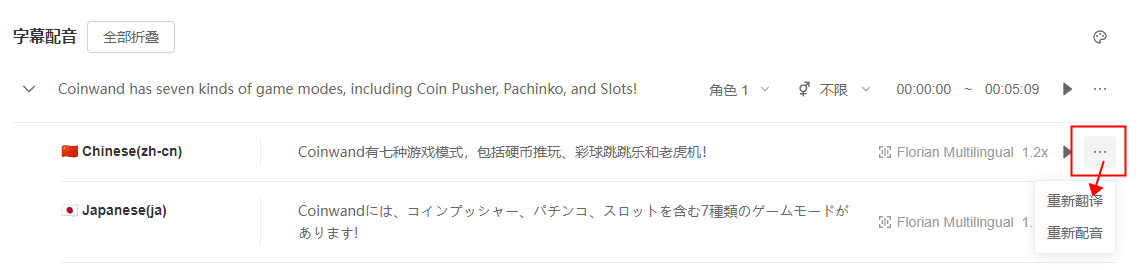 字幕配音 全部折叠
Coinwand has seven kinds of game modes, including Coin Pusher, Pachinko, and Slots! 角色 1 不限 00:00:00 ~ 00:05:09
Chinese(zh-cn) Coinwand有七种游戏模式，包括硬币推玩、彩球跳跳乐和老虎机！ Florian Multilingual 1.2x
重新翻译
Japanese(ja) Coinwandには、コインプッシャー、パチンコ、スロットを含む7種類のゲームモードが
あります! Florian Multilingual 1.
重新配音